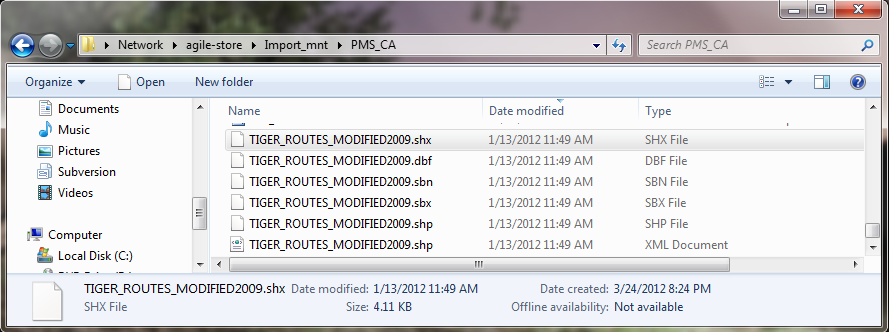 Network ▸ agile-store ▸ Import_mnt ▸ PMS_CA
Search PMS_CA
Organize Open New folder
Documents
Music
Pictures
Subversion
Videos
Computer
Local Disk (C:)
Name Date modified Type
TIGER_ROUTES_MODIFIED2009.shx 1/13/2012 11:49 AM SHX File
TIGER_ROUTES_MODIFIED2009.dbf 1/13/2012 11:49 AM DBF File
TIGER_ROUTES_MODIFIED2009.sbn 1/13/2012 11:49 AM SBN File
TIGER_ROUTES_MODIFIED2009.sbx 1/13/2012 11:49 AM SBX File
TIGER_ROUTES_MODIFIED2009.shp 1/13/2012 11:49 AM SHP File
TIGER_ROUTES_MODIFIED2009.shp 1/13/2012 11:49 AM XML Document
TIGER_ROUTES_MODIFIED2009.shx Date modified: 1/13/2012 11:49 AM Date created: 3/24/2012 8:24 PM
SHX File Size: 4.11 KB Offline availability: Not available